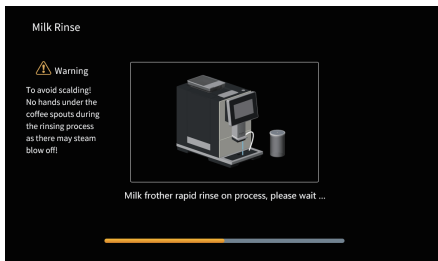 Milk Rinse
Warning
To avoid scalding!
No hands under the
coffee spouts during
the rinsing process
as there may steam
blow off!
Milk frother rapid rinse on process, please wait ...